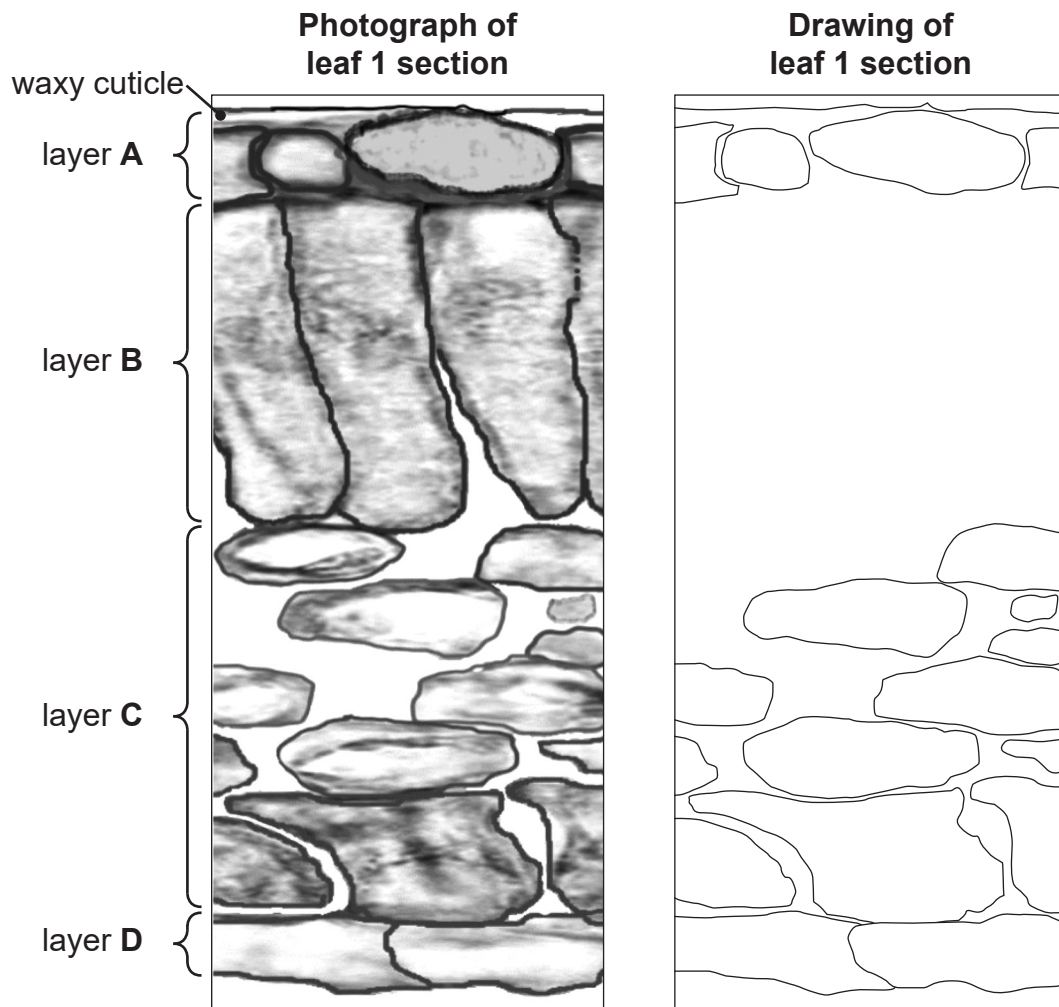 Photograph of
leaf 1 section
Drawing of
leaf 1 section
waxy cuticle
layer A
layer B
layer C
layer D